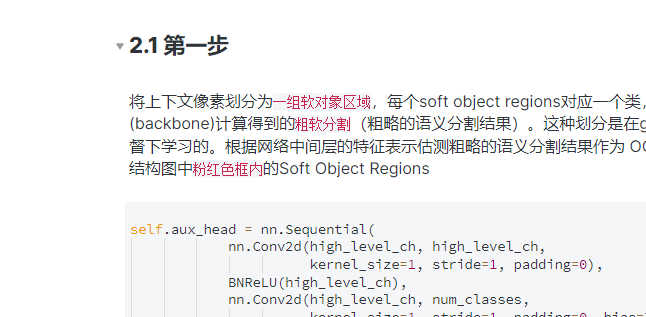 2.1 第一步
将上下文像素划分为一组软对象区域，每个soft object regions对应一个类，
(backbone)计算得到的粗软分割（粗略的语义分割结果）。这种划分是在g
督下学习的。根据网络中间层的特征表示估测粗略的语义分割结果作为 OC
结构图中粉红色框内的Soft Object Regions
self.aux_head = nn.Sequential(
nn.Conv2d(high_level_ch, high_level_ch,
kernel_size=1, stride=1, padding=0),
BNReLU(high_level_ch),
nn.Conv2d(high_level_ch, num_classes,
kernel_size=1, stride=1, padding=0, bias=